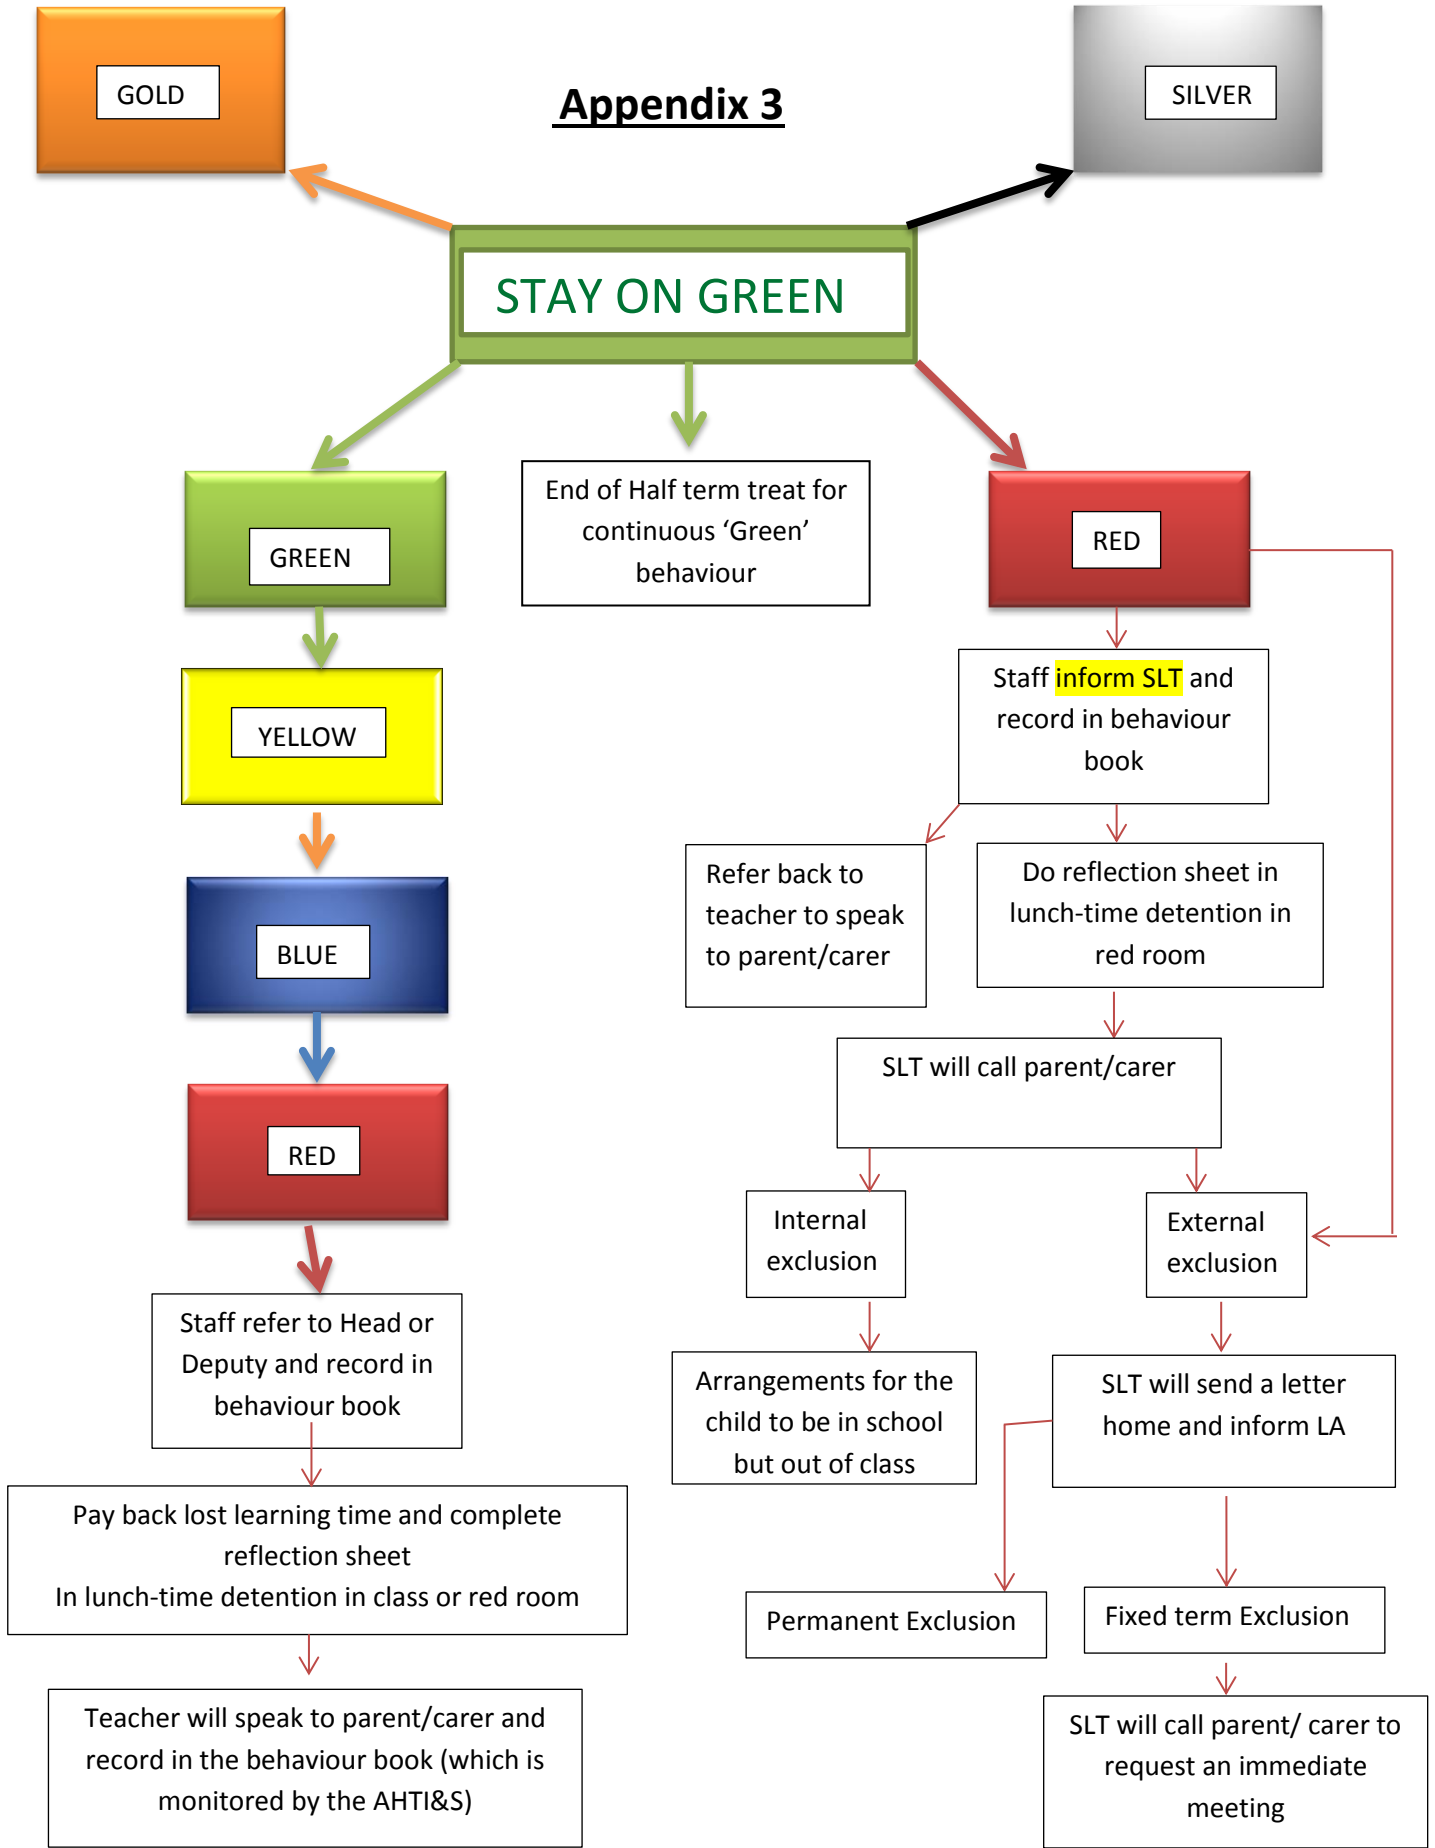 GOLD
Appendix 3
SILVER
STAY ON GREEN
GREEN
End of Half term treat for
continuous ‘Green’
behaviour
RED
YELLOW
Staff inform SLT and
record in behaviour
book
BLUE
Refer back to
teacher to speak
to parent/carer
Do reflection sheet in
lunch-time detention in
red room
RED
SLT will call parent/carer
Internal
exclusion
External
exclusion
Staff refer to Head or
Deputy and record in
behaviour book
Arrangements for the
child to be in school
but out of class
SLT will send a letter
home and inform LA
Pay back lost learning time and complete
reflection sheet
In lunch-time detention in class or red room
Permanent Exclusion
Fixed term Exclusion
Teacher will speak to parent/carer and
record in the behaviour book (which is
monitored by the AHTI&S)
SLT will call parent/ carer to
request an immediate
meeting